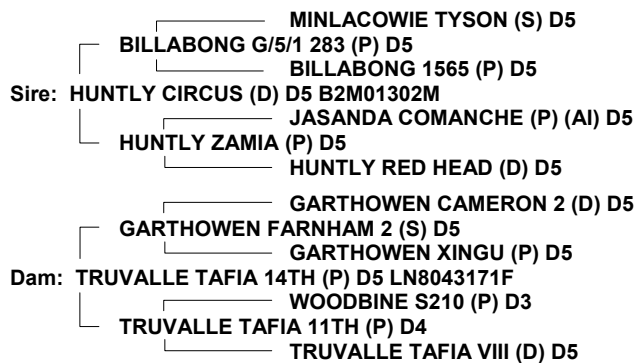 MINLACOWIE TYSON (S) D5
BILLABONG G/5/1 283 (P) D5
BILLABONG 1565 (P) D5
Sire: HUNTLY CIRCUS (D) D5 B2M01302M
JASANDA COMANCHE (P) (AI) D5
HUNTLY ZAMIA (P) D5
HUNTLY RED HEAD (D) D5
GARTHOWEN CAMERON 2 (D) D5
GARTHOWEN FARNHAM 2 (S) D5
GARTHOWEN XINGU (P) D5
Dam: TRUVALLE TAFIA 14TH (P) D5 LN8043171F
WOODBINE S210 (P) D3
TRUVALLE TAFIA 11TH (P) D4
TRUVALLE TAFIA VIII (D) D5